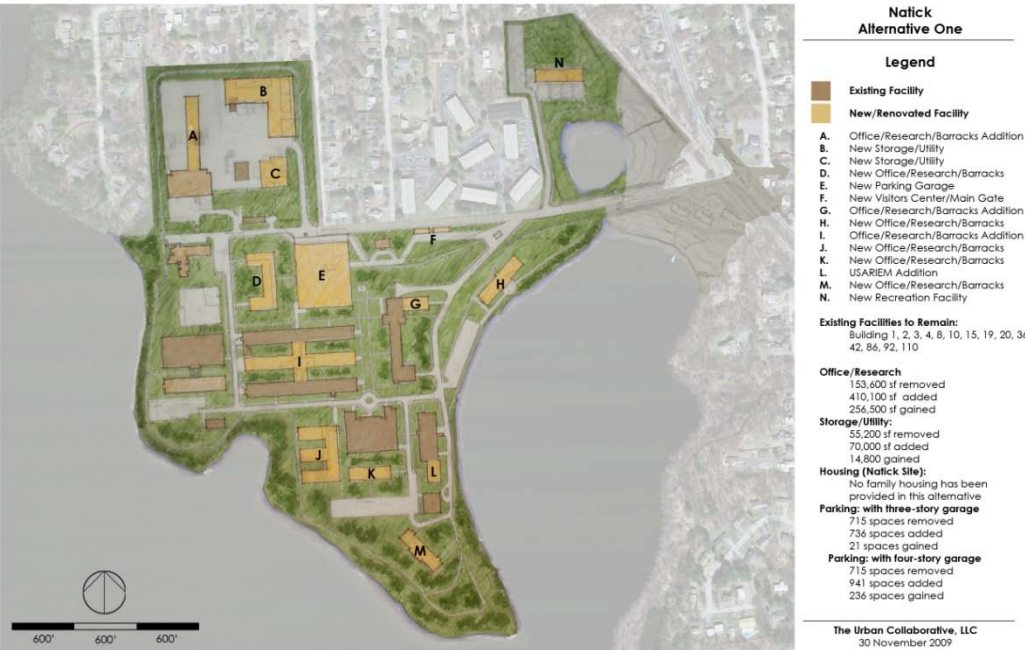 Natick
Alternative One
Legend
Existing Facility
New/Renovated Facility
A. Office/Research/Barracks Addition
B. New Storage/Utility
C. New Storage/Utility
D. New Office/Research/Barracks
E. New Parking Garage
F. New Visitors Center/Main Gate
G. Office/Research/Barracks Addition
H. New Office/Research/Barracks
I. Office/Research/Barracks Addition
J. New Office/Research/Barracks
K. New Office/Research/Barracks
L. USARIEM Addition
M. New Office/Research/Barracks
N. New Recreation Facility
Existing Facilities to Remain:
Building 1, 2, 3, 4, 8, 10, 15, 19, 20, 36
42, 86, 92, 110
Office/Research
153,600 sf removed
410,100 sf added
256,500 sf gained
Storage/Utility:
55,200 sf removed
70,000 sf added
14,800 gained
Housing (Natick Site):
No family housing has been
provided in this alternative
Parking: with three-story garage
715 spaces removed
736 spaces added
21 spaces gained
Parking: with four-story garage
715 spaces removed
941 spaces added
236 spaces gained
The Urban Collaborative, LLC
30 November 2009
N
B
A
C
F
E
D
H
G
I
J
K
L
M
600' 600' 600'